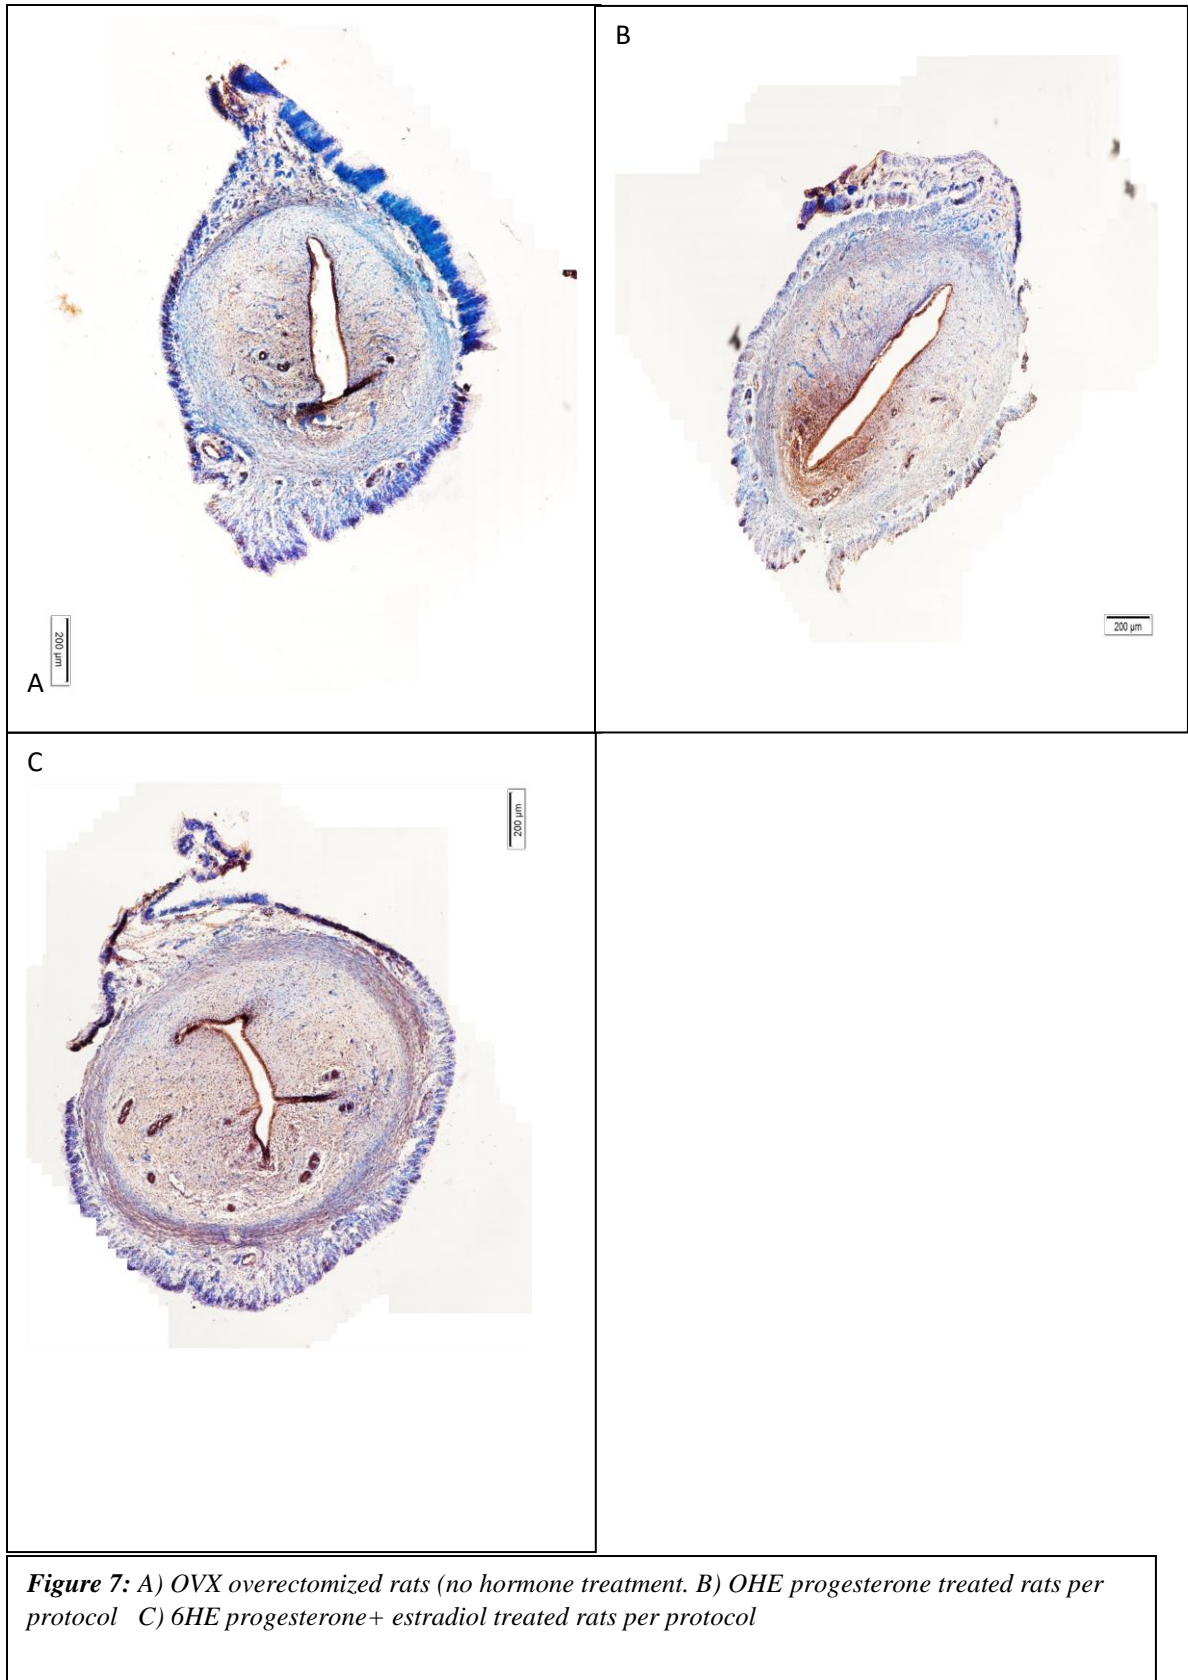 B
200 µm
A
200 µm
C
200 µm
Figure 7: A) OVX overectomized rats (no hormone treatment. B) OHE progesterone treated rats per
protocol C) 6HE progesterone+ estradiol treated rats per protocol